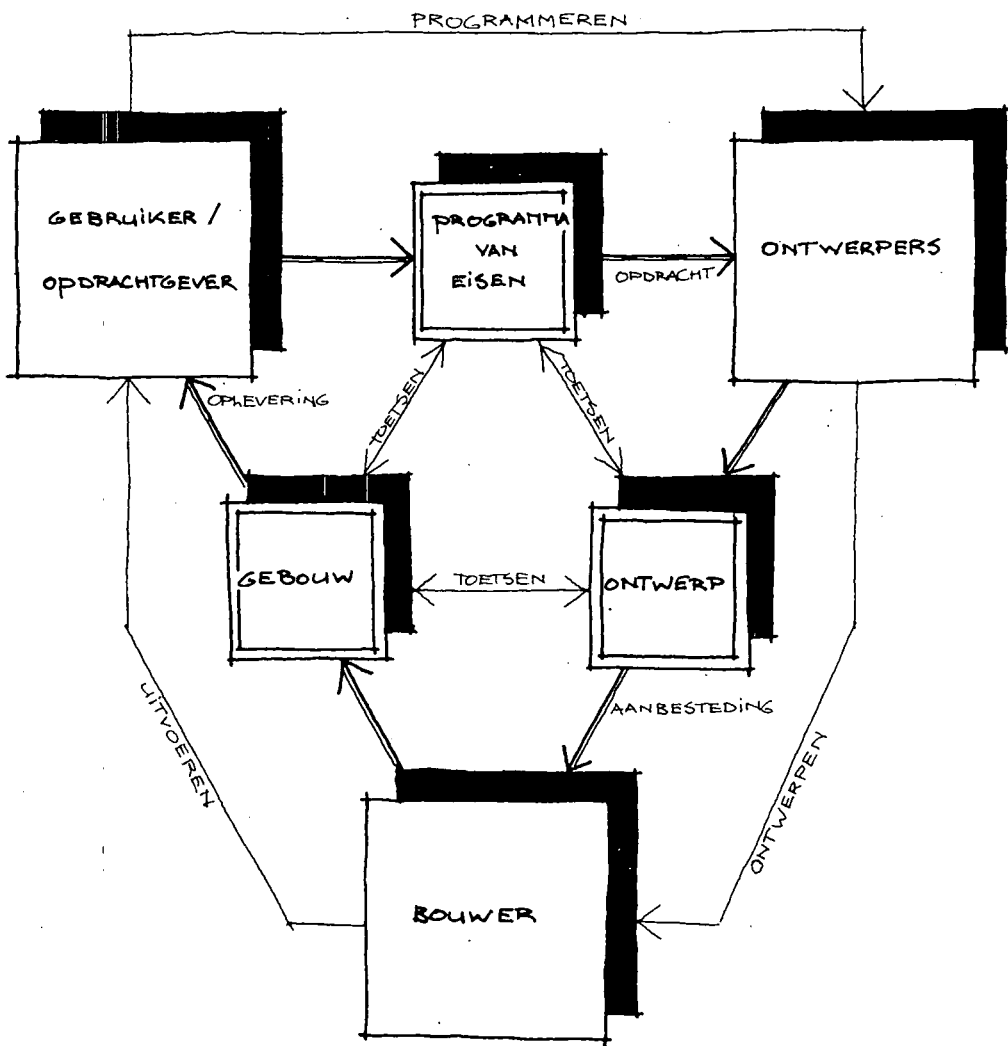 PROGRAMMEREN
GEBRUIKER /
OPDRACHTGEVER
PROGRAMMA
VAN
EISEN
OPDRACHT
ONTWERPERS
OPLEVERING
TOETSEN
TOETSEN
GEBOUW
TOETSEN
ONTWERP
UITVOEREN
AANBESTEDING
ONTWERPEN
BOUWER